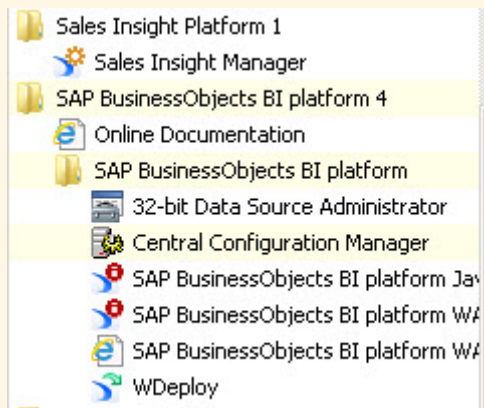 Sales Insight Platform 1
Sales Insight Manager
SAP BusinessObjects BI platform 4
Online Documentation
SAP BusinessObjects BI platform
32-bit Data Source Administrator
Central Configuration Manager
SAP BusinessObjects BI platform Jav
SAP BusinessObjects BI platform WA
SAP BusinessObjects BI platform WA
WDeploy